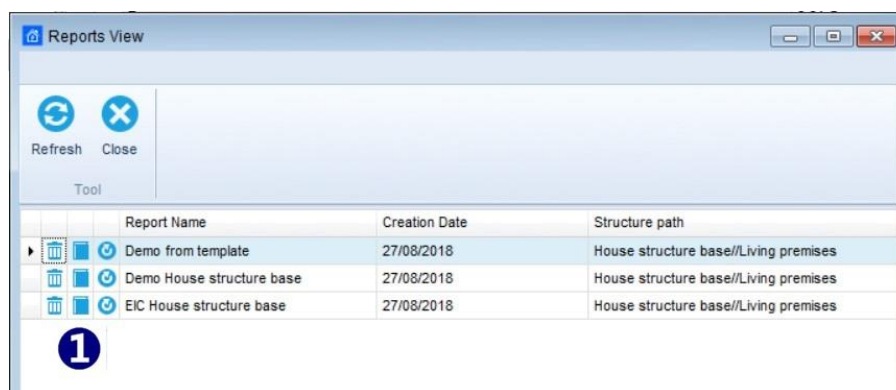 Reports View
Refresh Close
Tool
Report Name Creation Date Structure path
Demo from template 27/08/2018 House structure base//Living premises
Demo House structure base 27/08/2018 House structure base//Living premises
EIC House structure base 27/08/2018 House structure base//Living premises
1